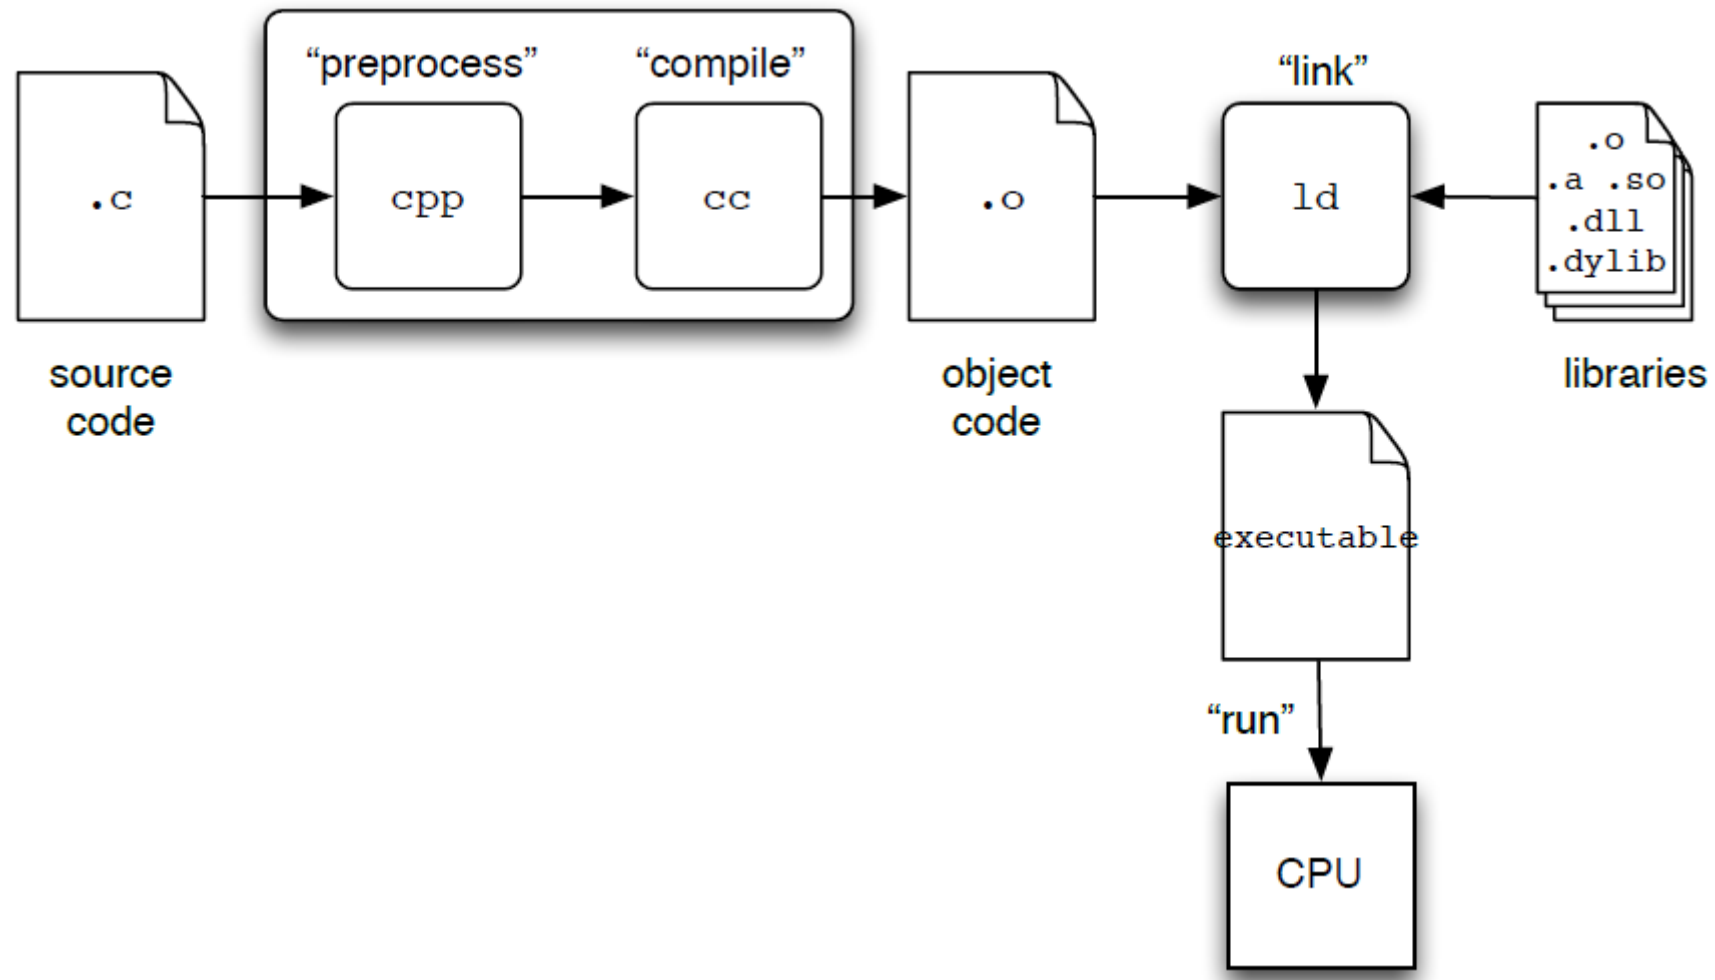 “preprocess”
“compile”
“link”
.c
cpp
cc
.o
ld
.o
.a .so
.dll
.dylib
source
code
object
code
libraries
executable
“run”
CPU